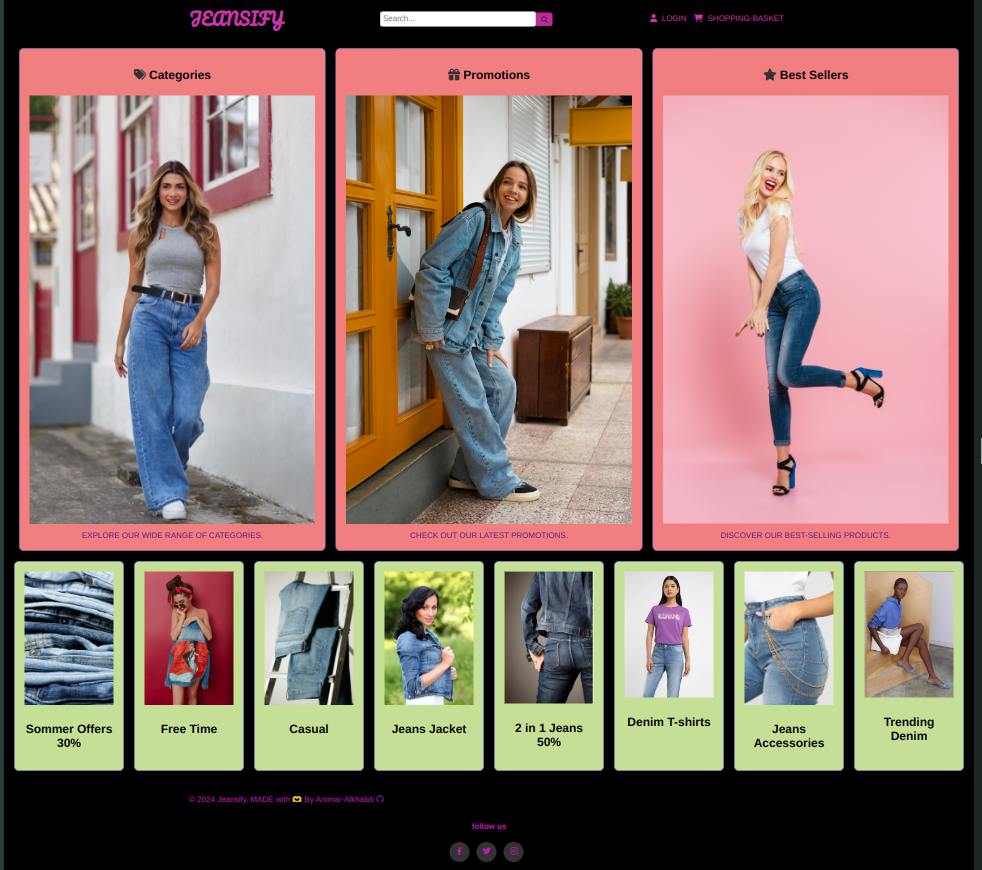 JEANSIFY
Search...
LOGIN
SHOPPING-BASKET
Categories
Promotions
Best Sellers
EXPLORE OUR WIDE RANGE OF CATEGORIES.
CHECK OUT OUR LATEST PROMOTIONS.
DISCOVER OUR BEST-SELLING PRODUCTS.
Sommer Offers
30%
Free Time
Casual
Jeans Jacket
2 in 1 Jeans
50%
Denim T-shirts
Jeans
Accessories
Trending
Denim
© 2024 Jeansify. MADE with By Ammar-Alkhalidi
follow us